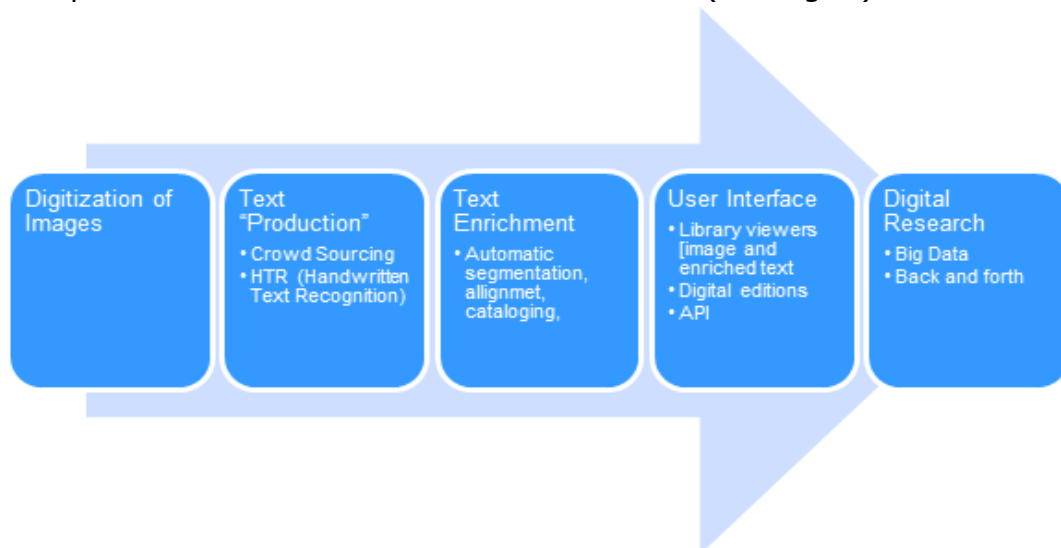 Digitization of
Images
Text
“Production”
• Crowd Sourcing
• HTR (Handwritten
Text Recognition)
Text
Enrichment
• Automatic
segmentation,
allignmet,
cataloging,
User Interface
• Library viewers
[image and
enriched text
• Digital editions
• API
Digital
Research
• Big Data
• Back and forth